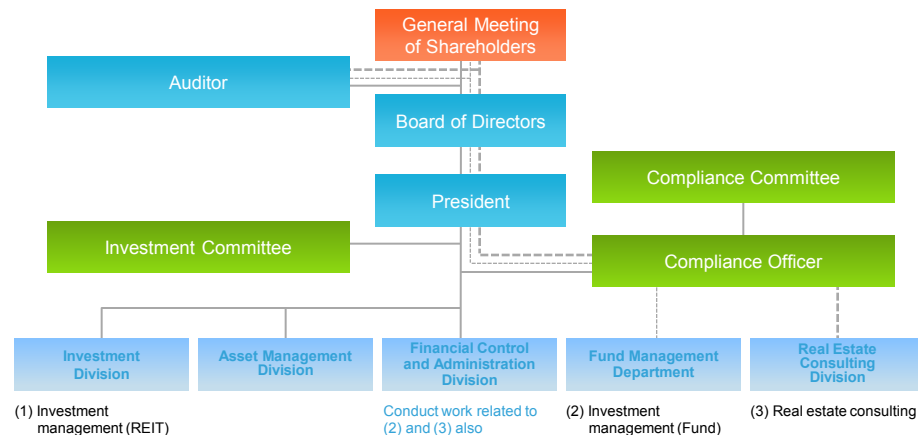 General Meeting
of Shareholders
Auditor
Board of Directors
Compliance Committee
President
Investment Committee
Compliance Officer
Investment
Division
Asset Management
Division
Financial Control
and Administration
Division
Fund Management
Department
Real Estate
Consulting
Division
(1) Investment
management (REIT)
Conduct work related to
(2) and (3) also
(2) Investment
management (Fund)
(3) Real estate consulting